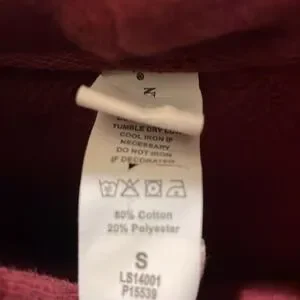 N
®
TUMBLE DRY LOW
COOL IRON IF
NECESSARY
DO NOT IRON
IF DECORATED
80% Cotton
20% Polyester
S
LS14001
P15539